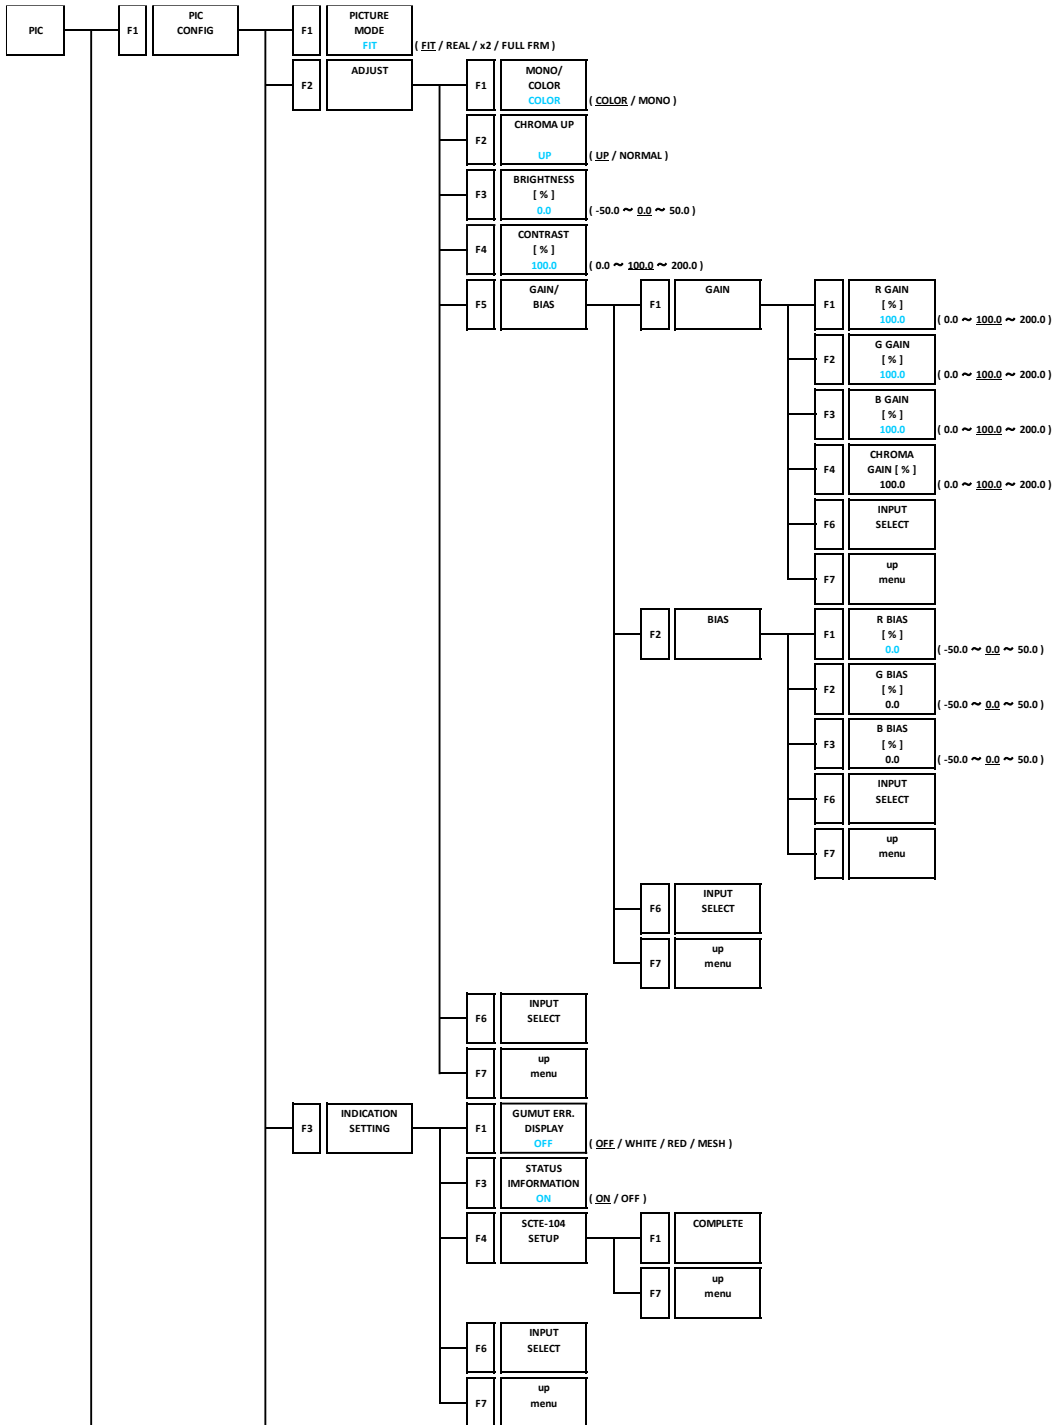 PIC
F1
PIC
CONFIG
F1
PICTURE
MODE
FIT
( FIT / REAL / x2 / FULL FRM )
F2
ADJUST
F1
MONO/
COLOR
COLOR
( COLOR / MONO )
F2
CHROMA UP
UP
( UP / NORMAL )
F3
BRIGHTNESS
[ % ]
0.0
( -50.0 ~ 0.0 ~ 50.0 )
F4
CONTRAST
[ % ]
100.0
( 0.0 ~ 100.0 ~ 200.0 )
F5
GAIN/
BIAS
F1
GAIN
F1
R GAIN
[ % ]
100.0
( 0.0 ~ 100.0 ~ 200.0 )
F2
G GAIN
[ % ]
100.0
( 0.0 ~ 100.0 ~ 200.0 )
F3
B GAIN
[ % ]
100.0
( 0.0 ~ 100.0 ~ 200.0 )
F4
CHROMA
GAIN [ % ]
100.0
( 0.0 ~ 100.0 ~ 200.0 )
F6
INPUT
SELECT
F7
up
menu
F2
BIAS
F1
R BIAS
[ % ]
0.0
( -50.0 ~ 0.0 ~ 50.0 )
F2
G BIAS
[ % ]
0.0
( -50.0 ~ 0.0 ~ 50.0 )
F3
B BIAS
[ % ]
0.0
( -50.0 ~ 0.0 ~ 50.0 )
F6
INPUT
SELECT
F7
up
menu
F6
INPUT
SELECT
F7
up
menu
F6
INPUT
SELECT
F7
up
menu
F3
INDICATION
SETTING
F1
GUMUT ERR.
DISPLAY
OFF
( OFF / WHITE / RED / MESH )
F3
STATUS
IMFORMATION
ON
( ON / OFF )
F4
SCTE-104
SETUP
F1
COMPLETE
F7
up
menu
F6
INPUT
SELECT
F7
up
menu